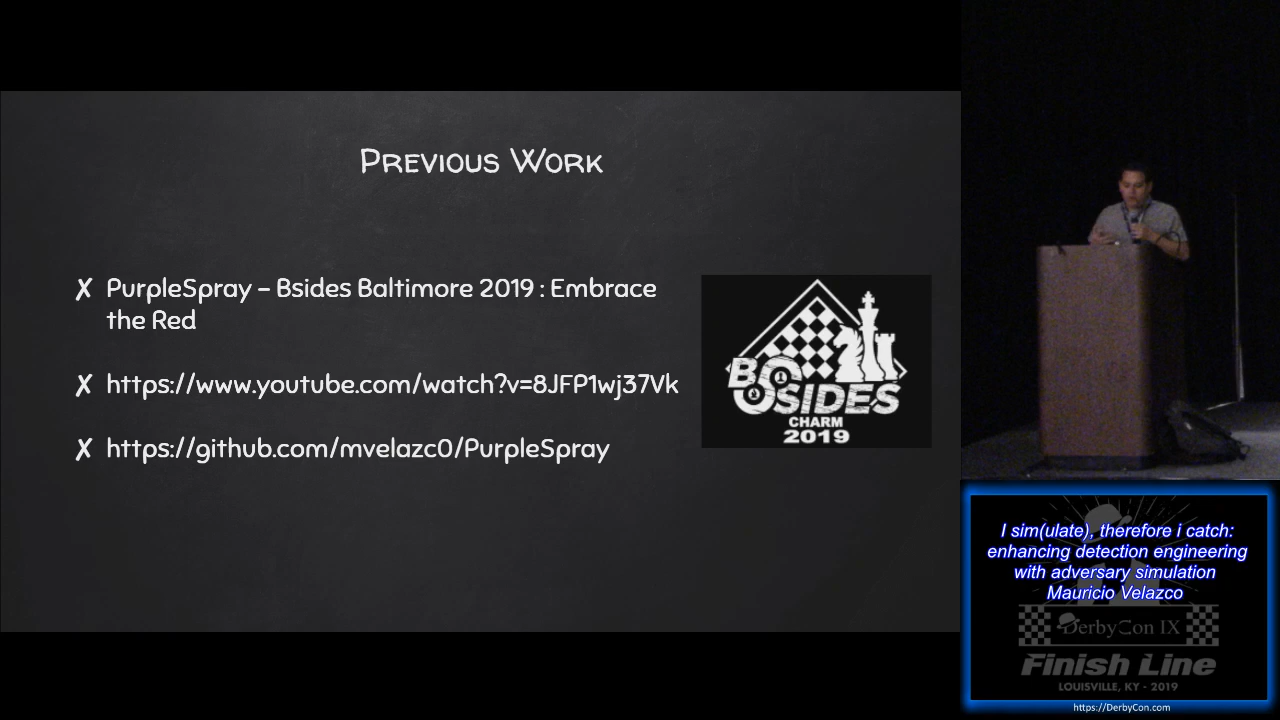 Previous Work
✗ PurpleSpray – Bsides Baltimore 2019 : Embrace
the Red
✗ https://www.youtube.com/watch?v=8JFP1wj37Vk
✗ https://github.com/mvelazc0/PurpleSpray
BSIDES
CHARM
2019
I sim(ulate), therefore i catch:
enhancing detection engineering
with adversary simulation
Mauricio Velazco
DerbyCon IX
Finish Line
LOUISVILLE, KY - 2019
https://DerbyCon.com